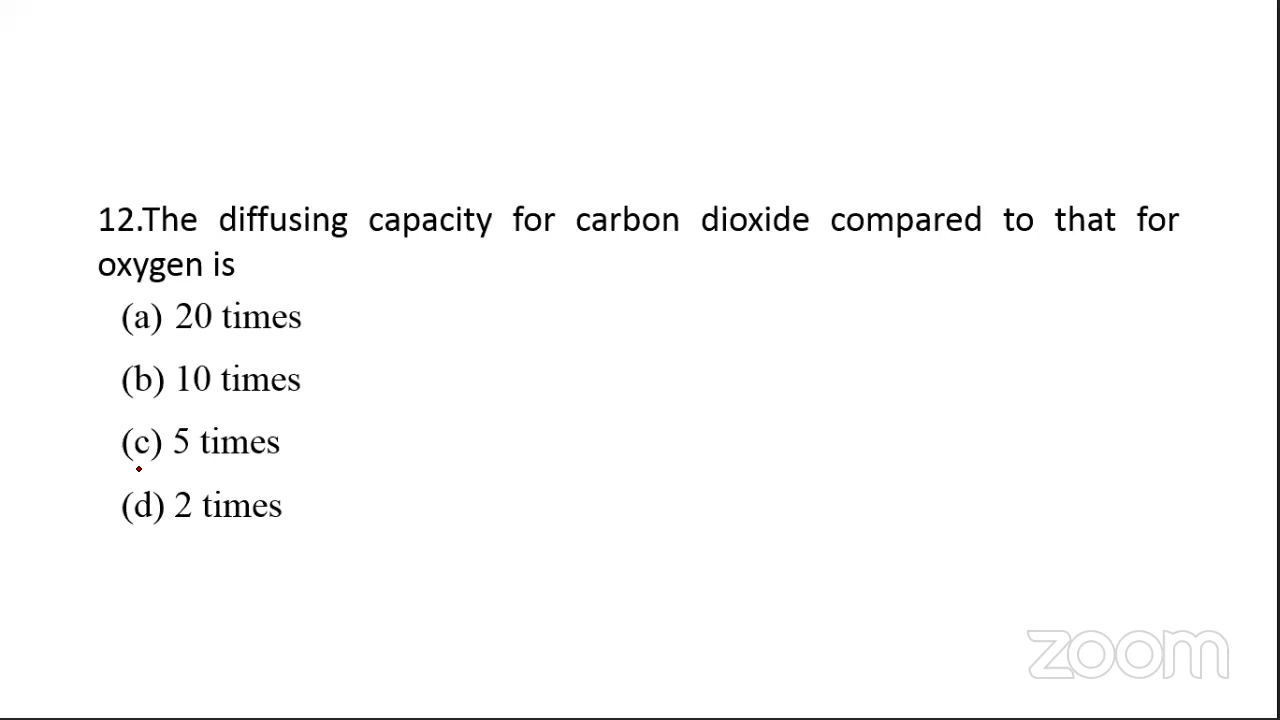 12.The diffusing capacity for carbon dioxide compared to that for
oxygen is
(a) 20 times
(b) 10 times
(c) 5 times
(d) 2 times
zoom